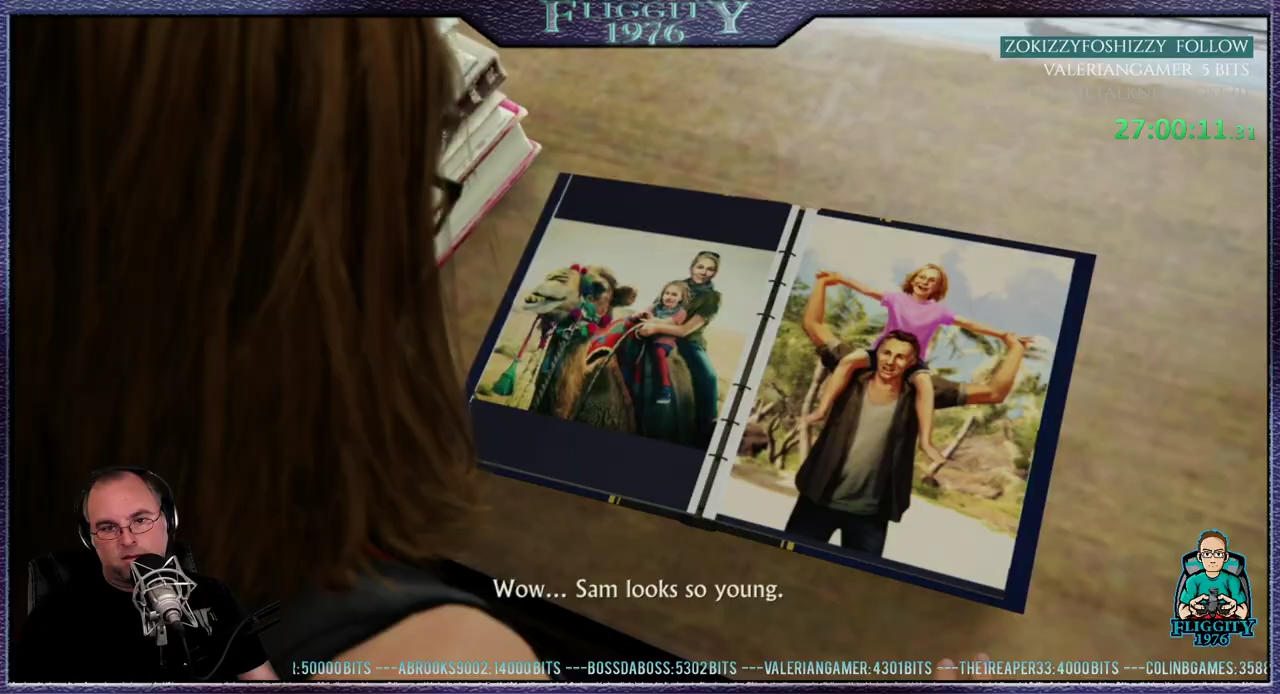 FLIGGITY
1976
ZOKIZZYFOSHIZZY FOLLOW
VALERIANGAMER 5 BITS
27:00:11.31
Wow... Sam looks so young.
FLIGGITY
1976
:50000BITS ---ABROOKS9002:14000BITS ---BOSSDABOSS:5302BITS ---VALERIANGAMER:4301BITS ---THE1REAPER33:4000BITS ---COLINBGAMES:358